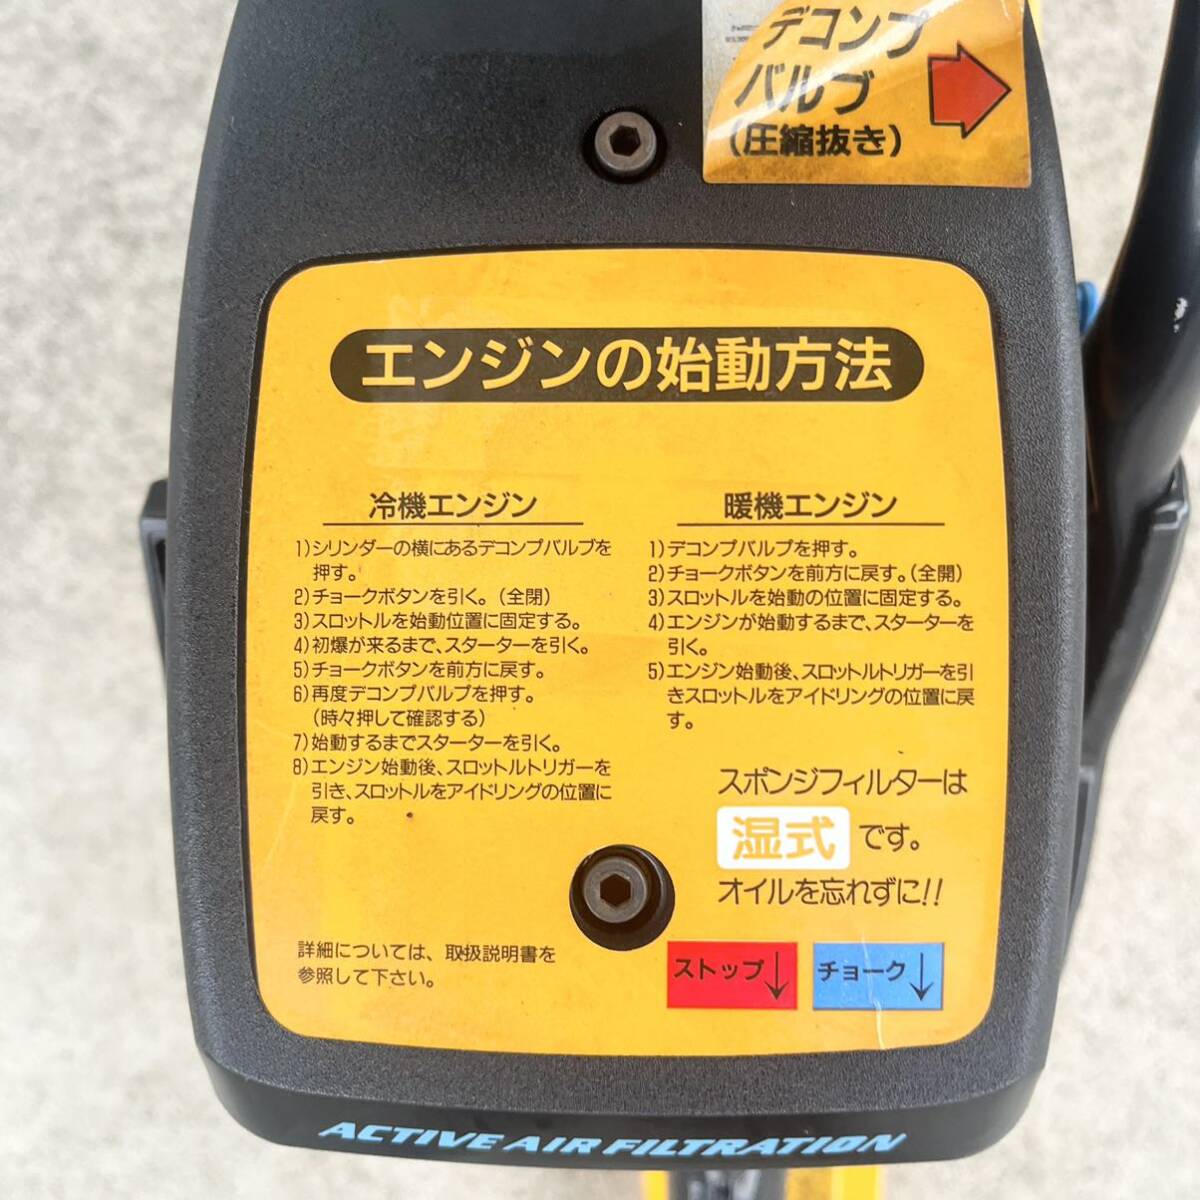 デコンプ
バルブ
(圧縮抜き)
エンジンの始動方法
冷機エンジン
1)シリンダーの横にあるデコンプバルブを
押す。
2)チョークボタンを引く。(全閉)
3)スロットルを始動位置に固定する。
4)初爆が来るまで、スターターを引く。
5)チョークボタンを前方に戻す。
6)再度デコンプバルブを押す。
(時々押して確認する)
7)始動するまでスターターを引く。
8)エンジン始動後、スロットルトリガーを
引き、スロットルをアイドリングの位置に
戻す。
暖機エンジン
1)デコンプバルブを押す。
2)チョークボタンを前方に戻す。(全開)
3)スロットルを始動の位置に固定する。
4)エンジンが始動するまで、スターターを
引く。
5)エンジン始動後、スロットルトリガーを引
きスロットルをアイドリングの位置に戻
す。
スポンジフィルターは
湿式です。
オイルを忘れずに!!
詳細については、取扱説明書を
参照して下さい。
ストップ↓
チョーク↓
ACTIVE AIR FILTRATION